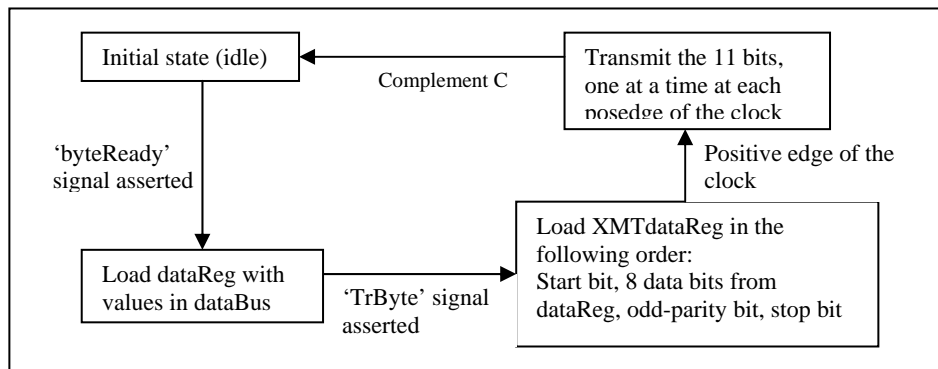 Initial state (idle)
Complement C
Transmit the 11 bits,
one at a time at each
posedge of the clock
‘byteReady’
signal asserted
Positive edge of the
clock
Load dataReg with
values in dataBus
‘TrByte’ signal
asserted
Load XMTdataReg in the
following order:
Start bit, 8 data bits from
dataReg, odd-parity bit, stop bit